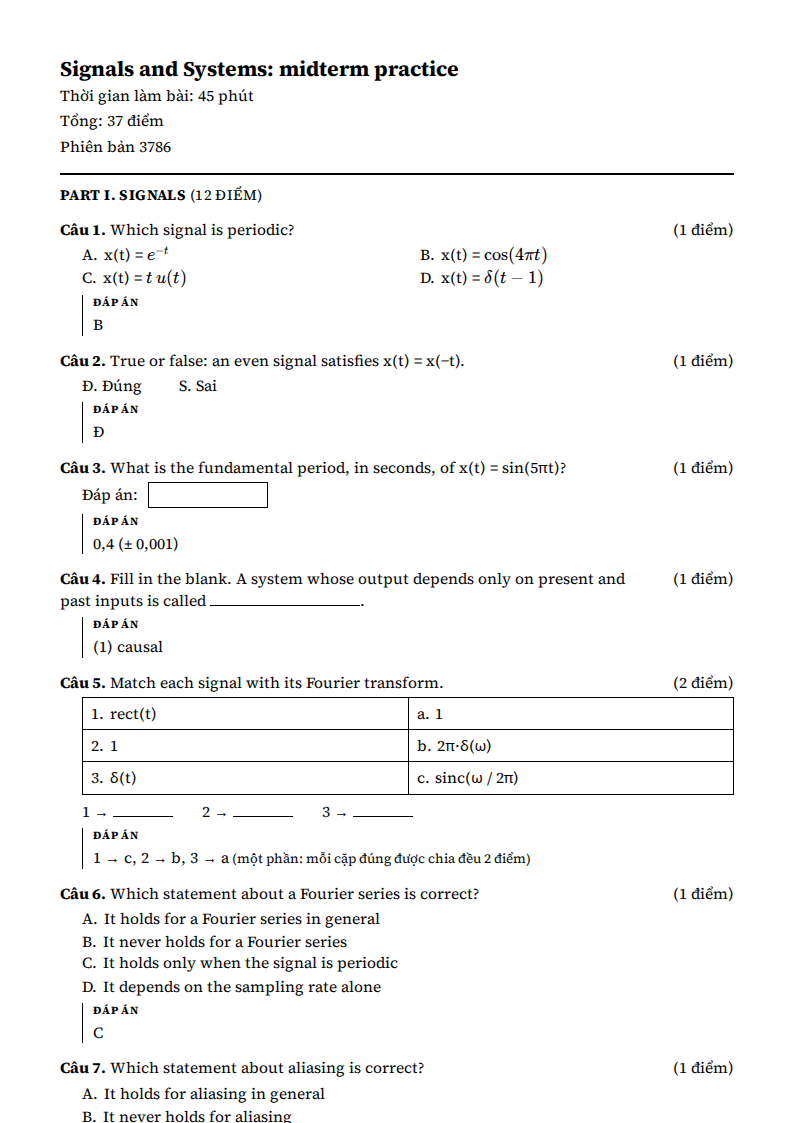 Signals and Systems: midterm practice
Thời gian làm bài: 45 phút
Tổng: 37 điểm
Phiên bản 3786
PART I. SIGNALS (12 ĐIỂM)
Câu 1. Which signal is periodic? (1 điểm)
A. x(t) = e⁻ᵗ B. x(t) = cos(4πt)
C. x(t) = t u(t) D. x(t) = δ(t − 1)
ĐÁP ÁN
B
Câu 2. True or false: an even signal satisfies x(t) = x(−t). (1 điểm)
Đ. Đúng S. Sai
ĐÁP ÁN
Đ
Câu 3. What is the fundamental period, in seconds, of x(t) = sin(5πt)? (1 điểm)
Đáp án:
ĐÁP ÁN
0,4 (± 0,001)
Câu 4. Fill in the blank. A system whose output depends only on present and (1 điểm)
past inputs is called ____________________.
ĐÁP ÁN
(1) causal
Câu 5. Match each signal with its Fourier transform. (2 điểm)
1. rect(t) a. 1
2. 1 b. 2π·δ(ω)
3. δ(t) c. sinc(ω / 2π)
1 → ________ 2 → ________ 3 → ________
ĐÁP ÁN
1 → c, 2 → b, 3 → a (một phần: mỗi cặp đúng được chia đều 2 điểm)
Câu 6. Which statement about a Fourier series is correct? (1 điểm)
A. It holds for a Fourier series in general
B. It never holds for a Fourier series
C. It holds only when the signal is periodic
D. It depends on the sampling rate alone
ĐÁP ÁN
C
Câu 7. Which statement about aliasing is correct? (1 điểm)
A. It holds for aliasing in general
B. It never holds for aliasing